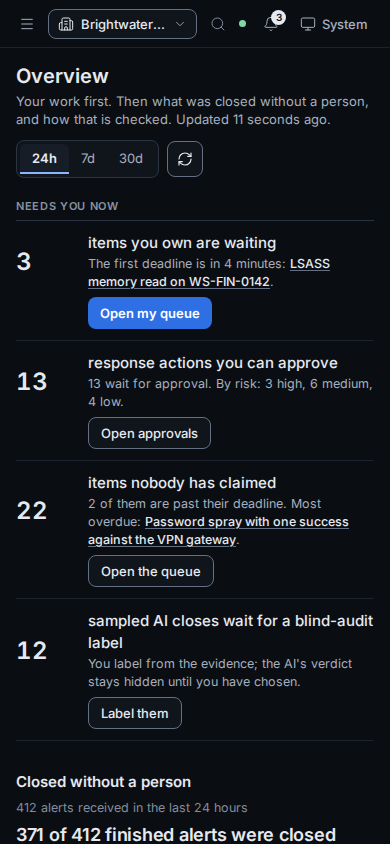 Brightwater...
3
System
Overview
Your work first. Then what was closed without a person,
and how that is checked. Updated 11 seconds ago.
24h 7d 30d
NEEDS YOU NOW
3
items you own are waiting
The first deadline is in 4 minutes: LSASS
memory read on WS-FIN-0142.
Open my queue
13
response actions you can approve
13 wait for approval. By risk: 3 high, 6 medium,
4 low.
Open approvals
22
items nobody has claimed
2 of them are past their deadline. Most
overdue: Password spray with one success
against the VPN gateway.
Open the queue
12
sampled AI closes wait for a blind-audit
label
You label from the evidence; the AI's verdict
stays hidden until you have chosen.
Label them
Closed without a person
412 alerts received in the last 24 hours
371 of 412 finished alerts were closed